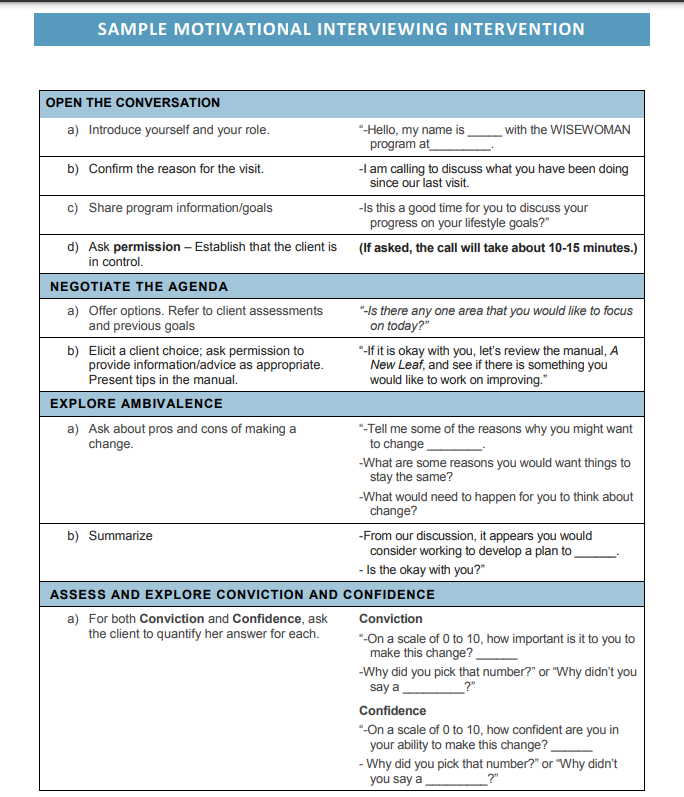 SAMPLE MOTIVATIONAL INTERVIEWING INTERVENTION
OPEN THE CONVERSATION
a) Introduce yourself and your role.
“-Hello, my name is _____ with the WISEWOMAN
program at_________.
b) Confirm the reason for the visit.
-I am calling to discuss what you have been doing
since our last visit.
c) Share program information/goals
-Is this a good time for you to discuss your
progress on your lifestyle goals?”
d) Ask permission – Establish that the client is
in control.
(If asked, the call will take about 10-15 minutes.)
NEGOTIATE THE AGENDA
a) Offer options. Refer to client assessments
and previous goals
“-Is there any one area that you would like to focus
on today?”
b) Elicit a client choice; ask permission to
provide information/advice as appropriate.
Present tips in the manual.
“-If it is okay with you, let’s review the manual, A
New Leaf, and see if there is something you
would like to work on improving.”
EXPLORE AMBIVALENCE
a) Ask about pros and cons of making a
change.
“-Tell me some of the reasons why you might want
to change ________.
-What are some reasons you would want things to
stay the same?
-What would need to happen for you to think about
change?
b) Summarize
-From our discussion, it appears you would
consider working to develop a plan to ______.
- Is the okay with you?”
ASSESS AND EXPLORE CONVICTION AND CONFIDENCE
a) For both Conviction and Confidence, ask
the client to quantify her answer for each.
Conviction
“-On a scale of 0 to 10, how important is it to you to
make this change? ______
-Why did you pick that number?” or “Why didn’t you
say a _________?”
Confidence
“-On a scale of 0 to 10, how confident are you in
your ability to make this change? ______
- Why did you pick that number?” or “Why didn’t
you say a _________?”